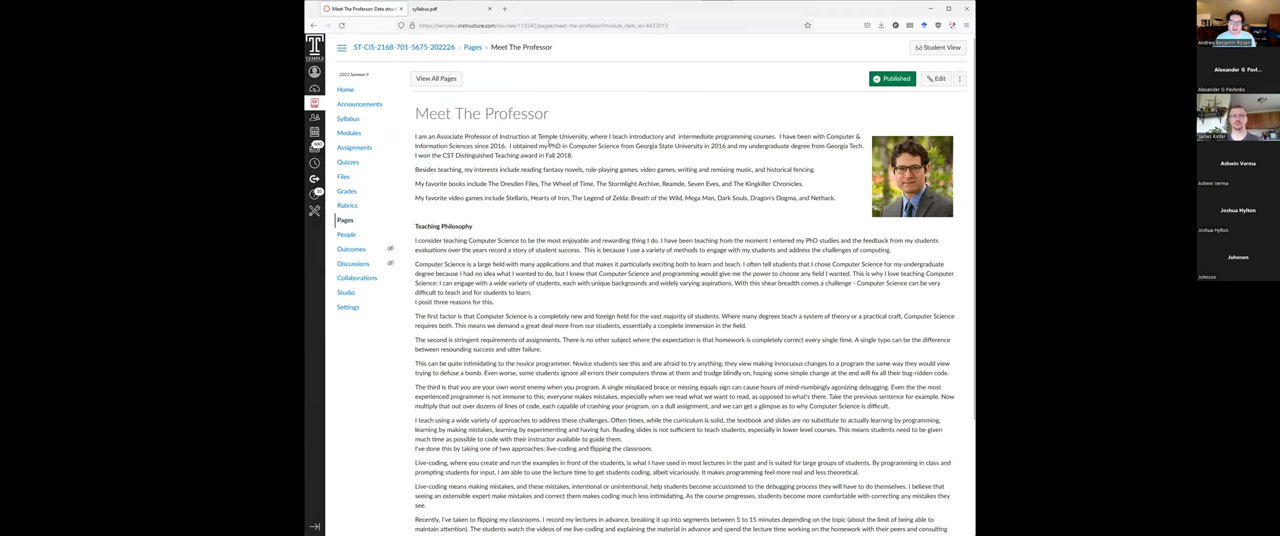 Meet The Professor: Data struct
syllabus.pdf
https://templeu.instructure.com/courses/113342/pages/meet-the-professor?module_item_id=4433013
ST-CIS-2168-701-5675-202226 › Pages › Meet The Professor
Student View
TEMPLE
2022 Summer II
Home
Announcements
Syllabus
Modules
Assignments
Quizzes
Files
Grades
Rubrics
Pages
People
Outcomes
Discussions
Collaborations
Studio
Settings
View All Pages
Published
Edit
Meet The Professor
I am an Associate Professor of Instruction at Temple University, where I teach introductory and intermediate programming courses. I have been with Computer &
Information Sciences since 2016. I obtained my PhD in Computer Science from Georgia State University in 2016 and my undergraduate degree from Georgia Tech.
I won the CST Distinguished Teaching award in Fall 2018.
Besides teaching, my interests include reading fantasy novels, role-playing games, video games, writing and remixing music, and historical fencing.
My favorite books include The Dresden Files, The Wheel of Time, The Stormlight Archive, Reamde, Seven Eves, and The Kingkiller Chronicles.
My favorite video games include Stellaris, Hearts of Iron, The Legend of Zelda: Breath of the Wild, Mega Man, Dark Souls, Dragon's Dogma, and Nethack.
Teaching Philosophy
I consider teaching Computer Science to be the most enjoyable and rewarding thing I do. I have been teaching from the moment I entered my PhD studies and the feedback from my students
evaluations over the years record a story of student success. This is because I use a variety of methods to engage with my students and address the challenges of computing.
Computer Science is a large field with many applications and that makes it particularly exciting both to learn and teach. I often tell students that I chose Computer Science for my undergraduate
degree because I had no idea what I wanted to do, but I knew that Computer Science and programming would give me the power to choose any field I wanted. This is why I love teaching Computer
Science: I can engage with a wide variety of students, each with unique backgrounds and widely varying aspirations. With this shear breadth comes a challenge - Computer Science can be very
difficult to teach and for students to learn.
I posit three reasons for this.
The first factor is that Computer Science is a completely new and foreign field for the vast majority of students. Where many degrees teach a system of theory or a practical craft, Computer Science
requires both. This means we demand a great deal more from our students, essentially a complete immersion in the field.
The second is stringent requirements of assignments. There is no other subject where the expectation is that homework is completely correct every single time. A single typo can be the difference
between resounding success and utter failure.
This can be quite intimidating to the novice programmer. Novice students see this and are afraid to try anything; they view making innocuous changes to a program the same way they would view
trying to defuse a bomb. Even worse, some students ignore all errors their computers throw at them and trudge blindly on, hoping some simple change at the end will fix all their bug-ridden code.
The third is that you are your own worst enemy when you program. A single misplaced brace or missing equals sign can cause hours of mind-numbingly agonizing debugging. Even the the most
experienced programmer is not immune to this; everyone makes mistakes, especially when we read what we want to read, as opposed to what's there. Take the previous sentence for example. Now
multiply that out over dozens of lines of code, each capable of crashing your program, on a dull assignment, and we can get a glimpse as to why Computer Science is difficult.
I teach using a wide variety of approaches to address these challenges. Often times, while the curriculum is solid, the textbook and slides are no substitute to actually learning by programming,
learning by making mistakes, learning by experimenting and having fun. Reading slides is not sufficient to teach students, especially in lower level courses. This means students need to be given
much time as possible to code with their instructor available to guide them.
I've done this by taking one of two approaches: live-coding and flipping the classroom.
Live-coding, where you create and run the examples in front of the students, is what I have used in most lectures in the past and is suited for large groups of students. By programming in class and
prompting students for input, I am able to use the lecture time to get students coding, albeit vicariously. It makes programming feel more real and less theoretical.
Live-coding means making mistakes, and these mistakes, intentional or unintentional, help students become accustomed to the debugging process they will have to do themselves. I believe that
seeing an ostensible expert make mistakes and correct them makes coding much less intimidating. As the course progresses, students become more comfortable with correcting any mistakes they
see.
Recently, I've taken to flipping my classrooms. I record my lectures in advance, breaking it up into segments between 5 to 15 minutes depending on the topic (about the limit of being able to
maintain attention). The students watch the videos of me live-coding and explaining the material in advance and spend the lecture time working on the homework with their peers and consulting
Andrew Benjamin Rosen
Alexander G Pavl...
Alexander G Pavlenko
James Kiefer
Ashwin Verma
Ashwin Verma
Joshua Hylton
Joshua Hylton
Johnson
Johnson